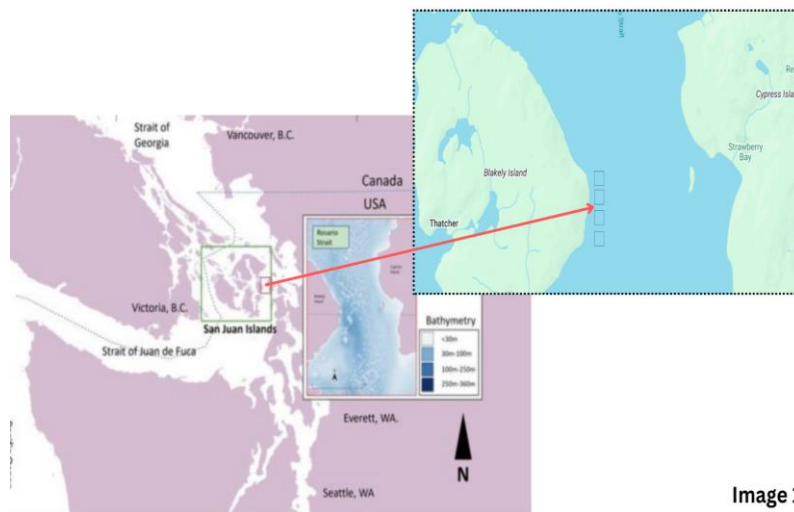 Cypress Isla
Strawberry
Bay
Blakely Island
Thatcher
Strait of
Georgia
Vancouver, B.C.
Canada
USA
Rosario
Strait
Victoria, B.C.
San Juan Islands
Strait of Juan de Fuca
Bathymetry
<30m
30m-100m
100m-250m
250m-360m
A
Everett, WA.
N
Seattle, WA
Image